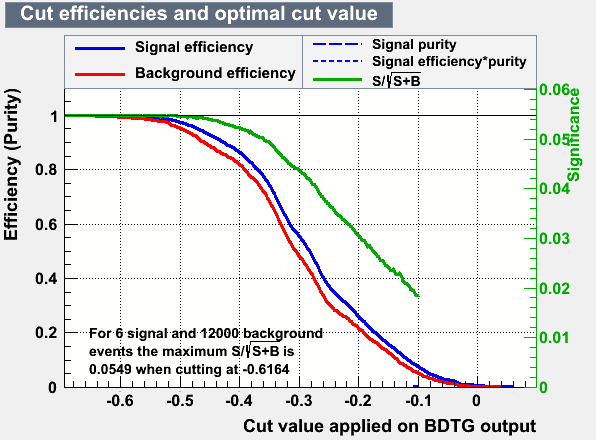 Cut efficiencies and optimal cut value
Signal efficiency
Background efficiency
Signal purity
Signal efficiency*purity
S/√S+B
Efficiency (Purity)
1
0.8
0.6
0.4
0.2
0
0.06
0.05
0.04
0.03
0.02
0.01
0
Significance
For 6 signal and 12000 background
events the maximum S/√S+B is
0.0549 when cutting at -0.6164
-0.6 -0.5 -0.4 -0.3 -0.2 -0.1 0
Cut value applied on BDTG output